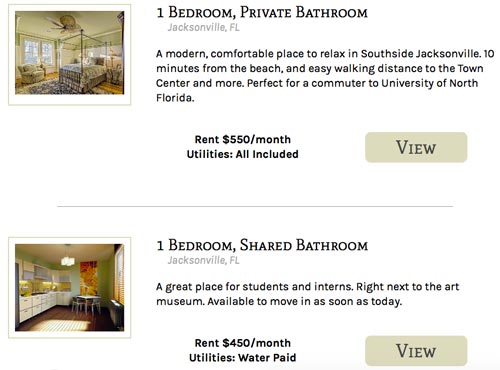 1 Bedroom, Private Bathroom
Jacksonville, FL
A modern, comfortable place to relax in Southside Jacksonville. 10
minutes from the beach, and easy walking distance to the Town
Center and more. Perfect for a commuter to University of North
Florida.
Rent $550/month
Utilities: All Included
View
1 Bedroom, Shared Bathroom
Jacksonville, FL
A great place for students and interns. Right next to the art
museum. Available to move in as soon as today.
Rent $450/month
Utilities: Water Paid
View